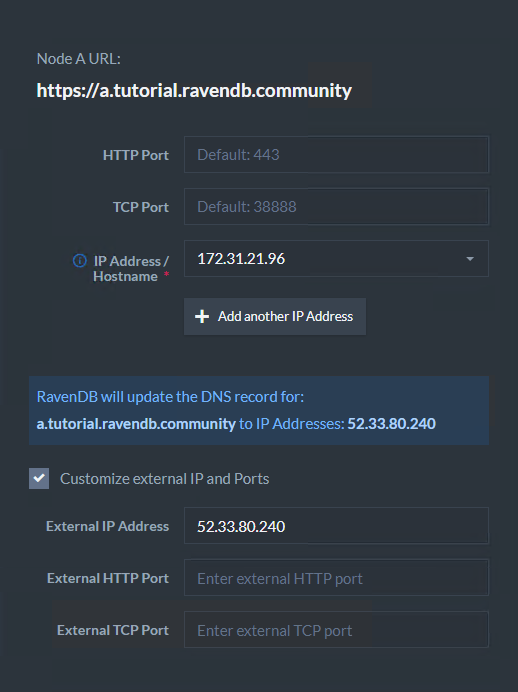 Node A URL:
https://a.tutorial.ravendb.community
HTTP Port Default: 443
TCP Port Default: 38888
IP Address / Hostname * 172.31.21.96
Add another IP Address
RavenDB will update the DNS record for:
a.tutorial.ravendb.community to IP Addresses: 52.33.80.240
Customize external IP and Ports
External IP Address 52.33.80.240
External HTTP Port Enter external HTTP port
External TCP Port Enter external TCP port